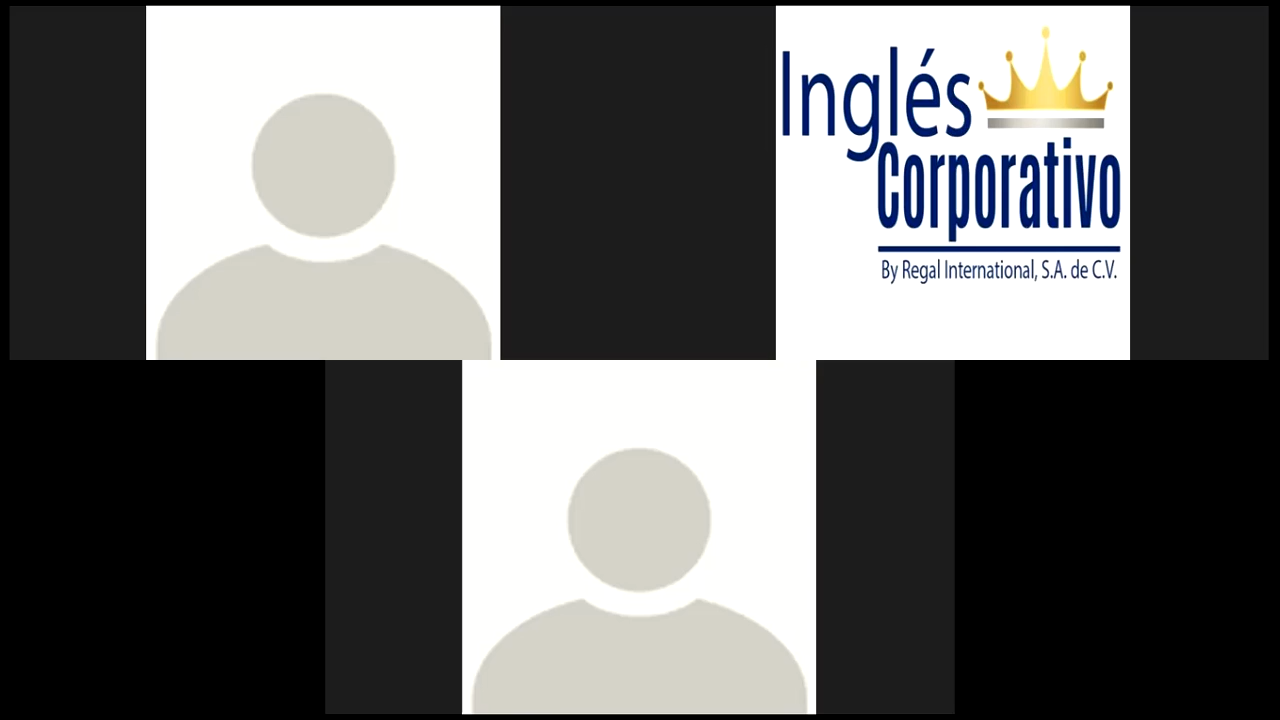 Inglés
Corporativo
By Regal International, S.A. de C.V.